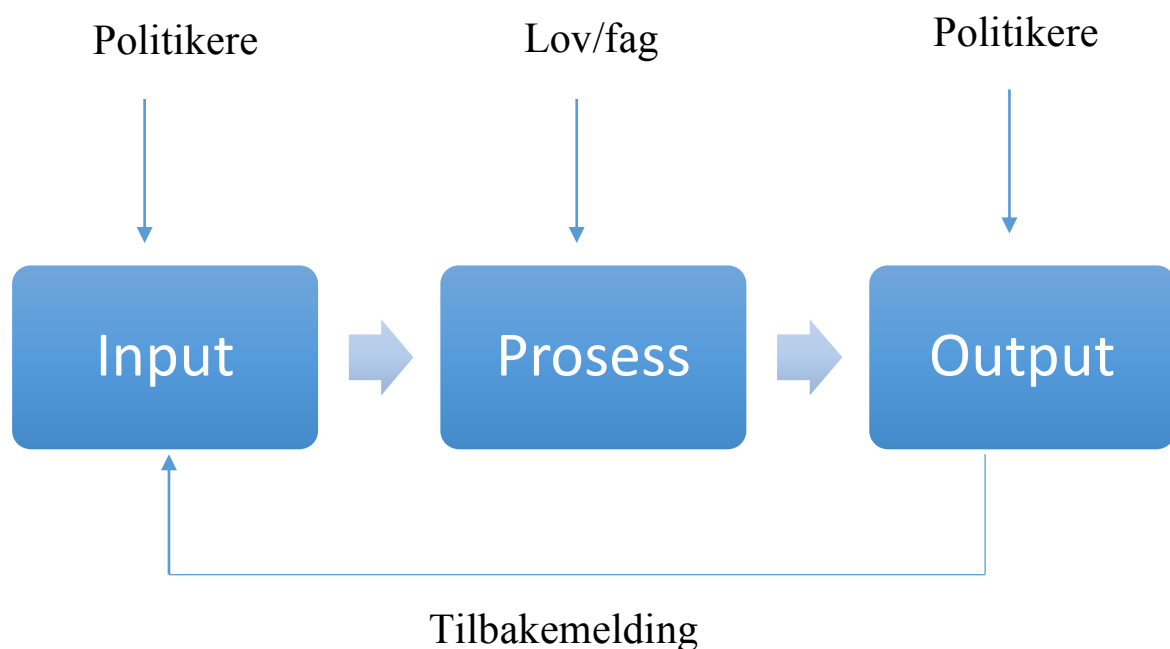 Politikere
Lov/fag
Politikere
Input
Prosess
Output
Tilbakemelding